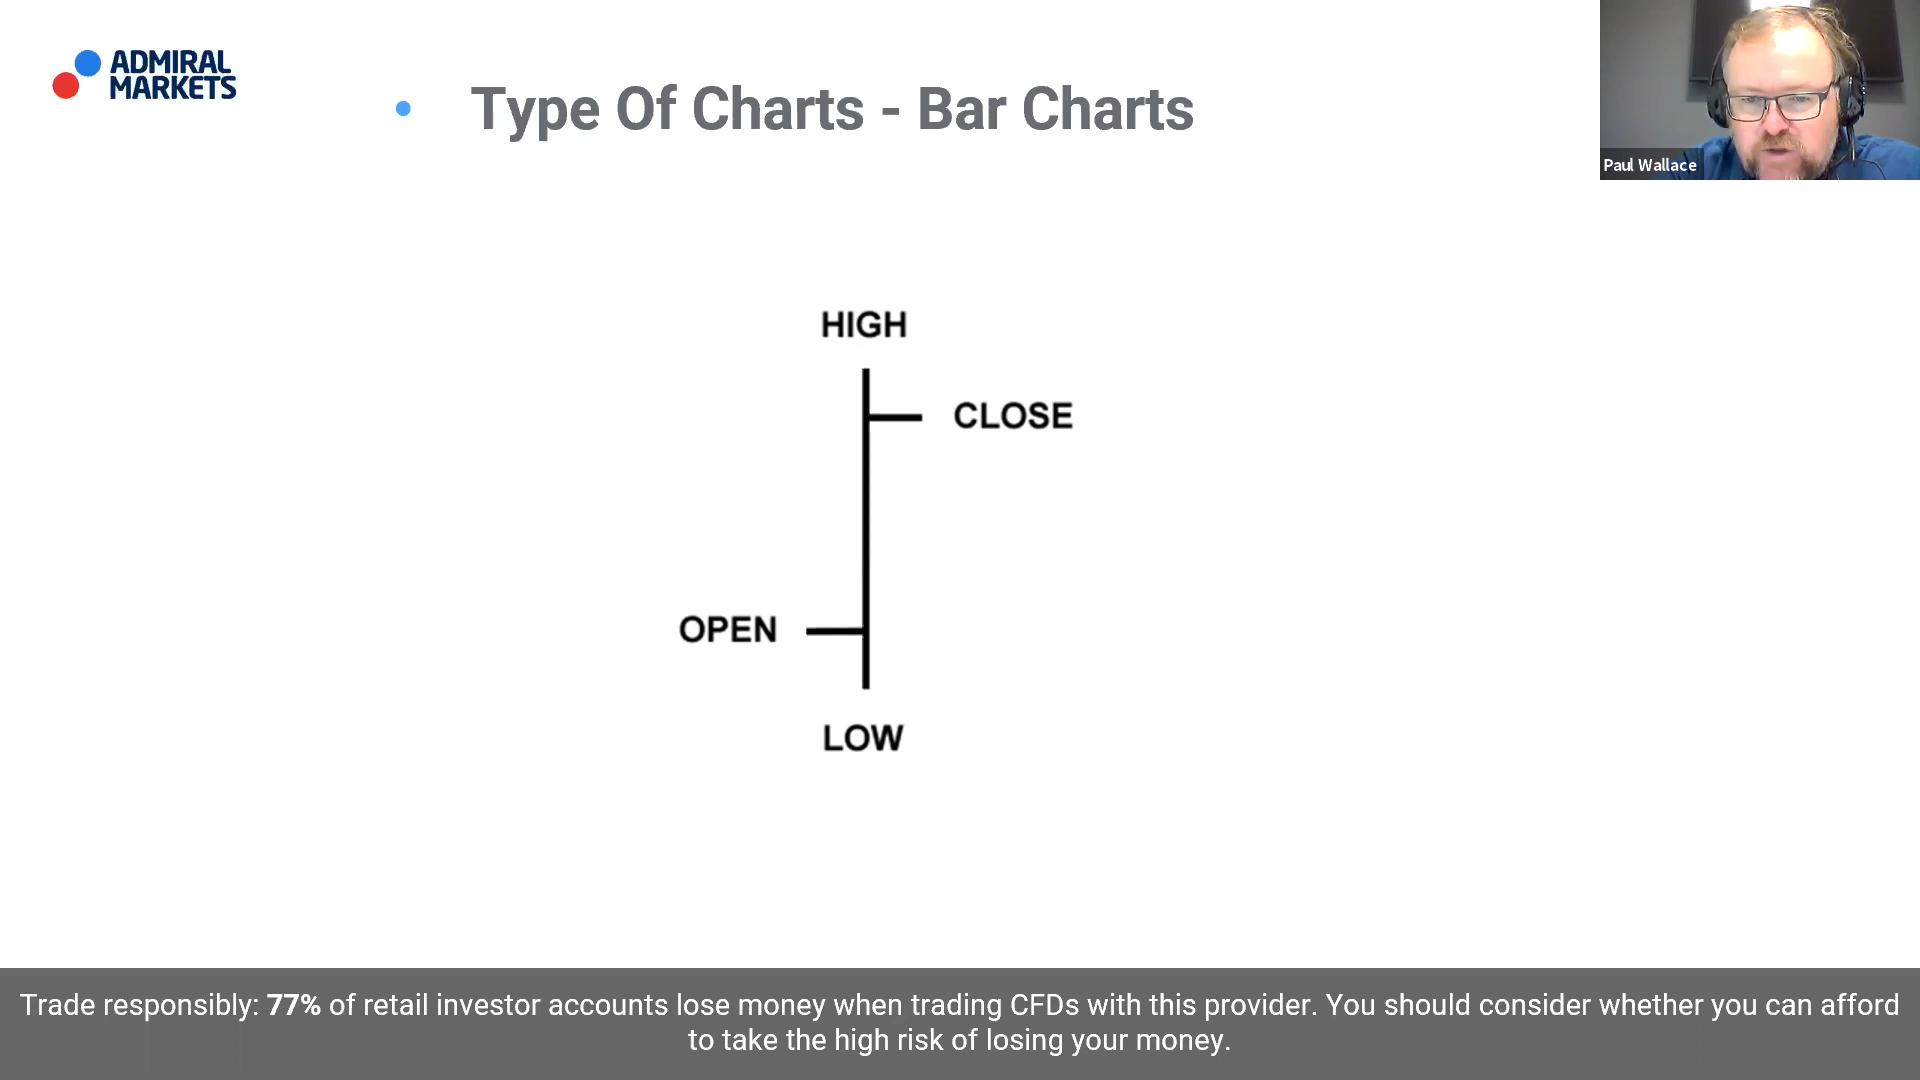 ADMIRAL
MARKETS
Type Of Charts - Bar Charts
Paul Wallace
HIGH
CLOSE
OPEN
LOW
Trade responsibly: 77% of retail investor accounts lose money when trading CFDs with this provider. You should consider whether you can afford
to take the high risk of losing your money.